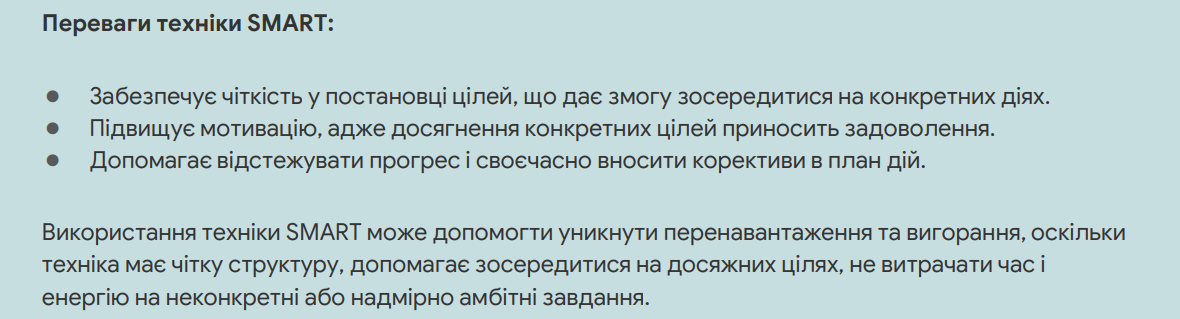 Переваги техніки SMART:
● Забезпечує чіткість у постановці цілей, що дає змогу зосередитися на конкретних діях.
● Підвищує мотивацію, адже досягнення конкретних цілей приносить задоволення.
● Допомагає відстежувати прогрес і своєчасно вносити корективи в план дій.
Використання техніки SMART може допомогти уникнути перенавантаження та вигорання, оскільки
техніка має чітку структуру, допомагає зосередитися на досяжних цілях, не витрачати час і
енергію на неконкретні або надмірно амбітні завдання.